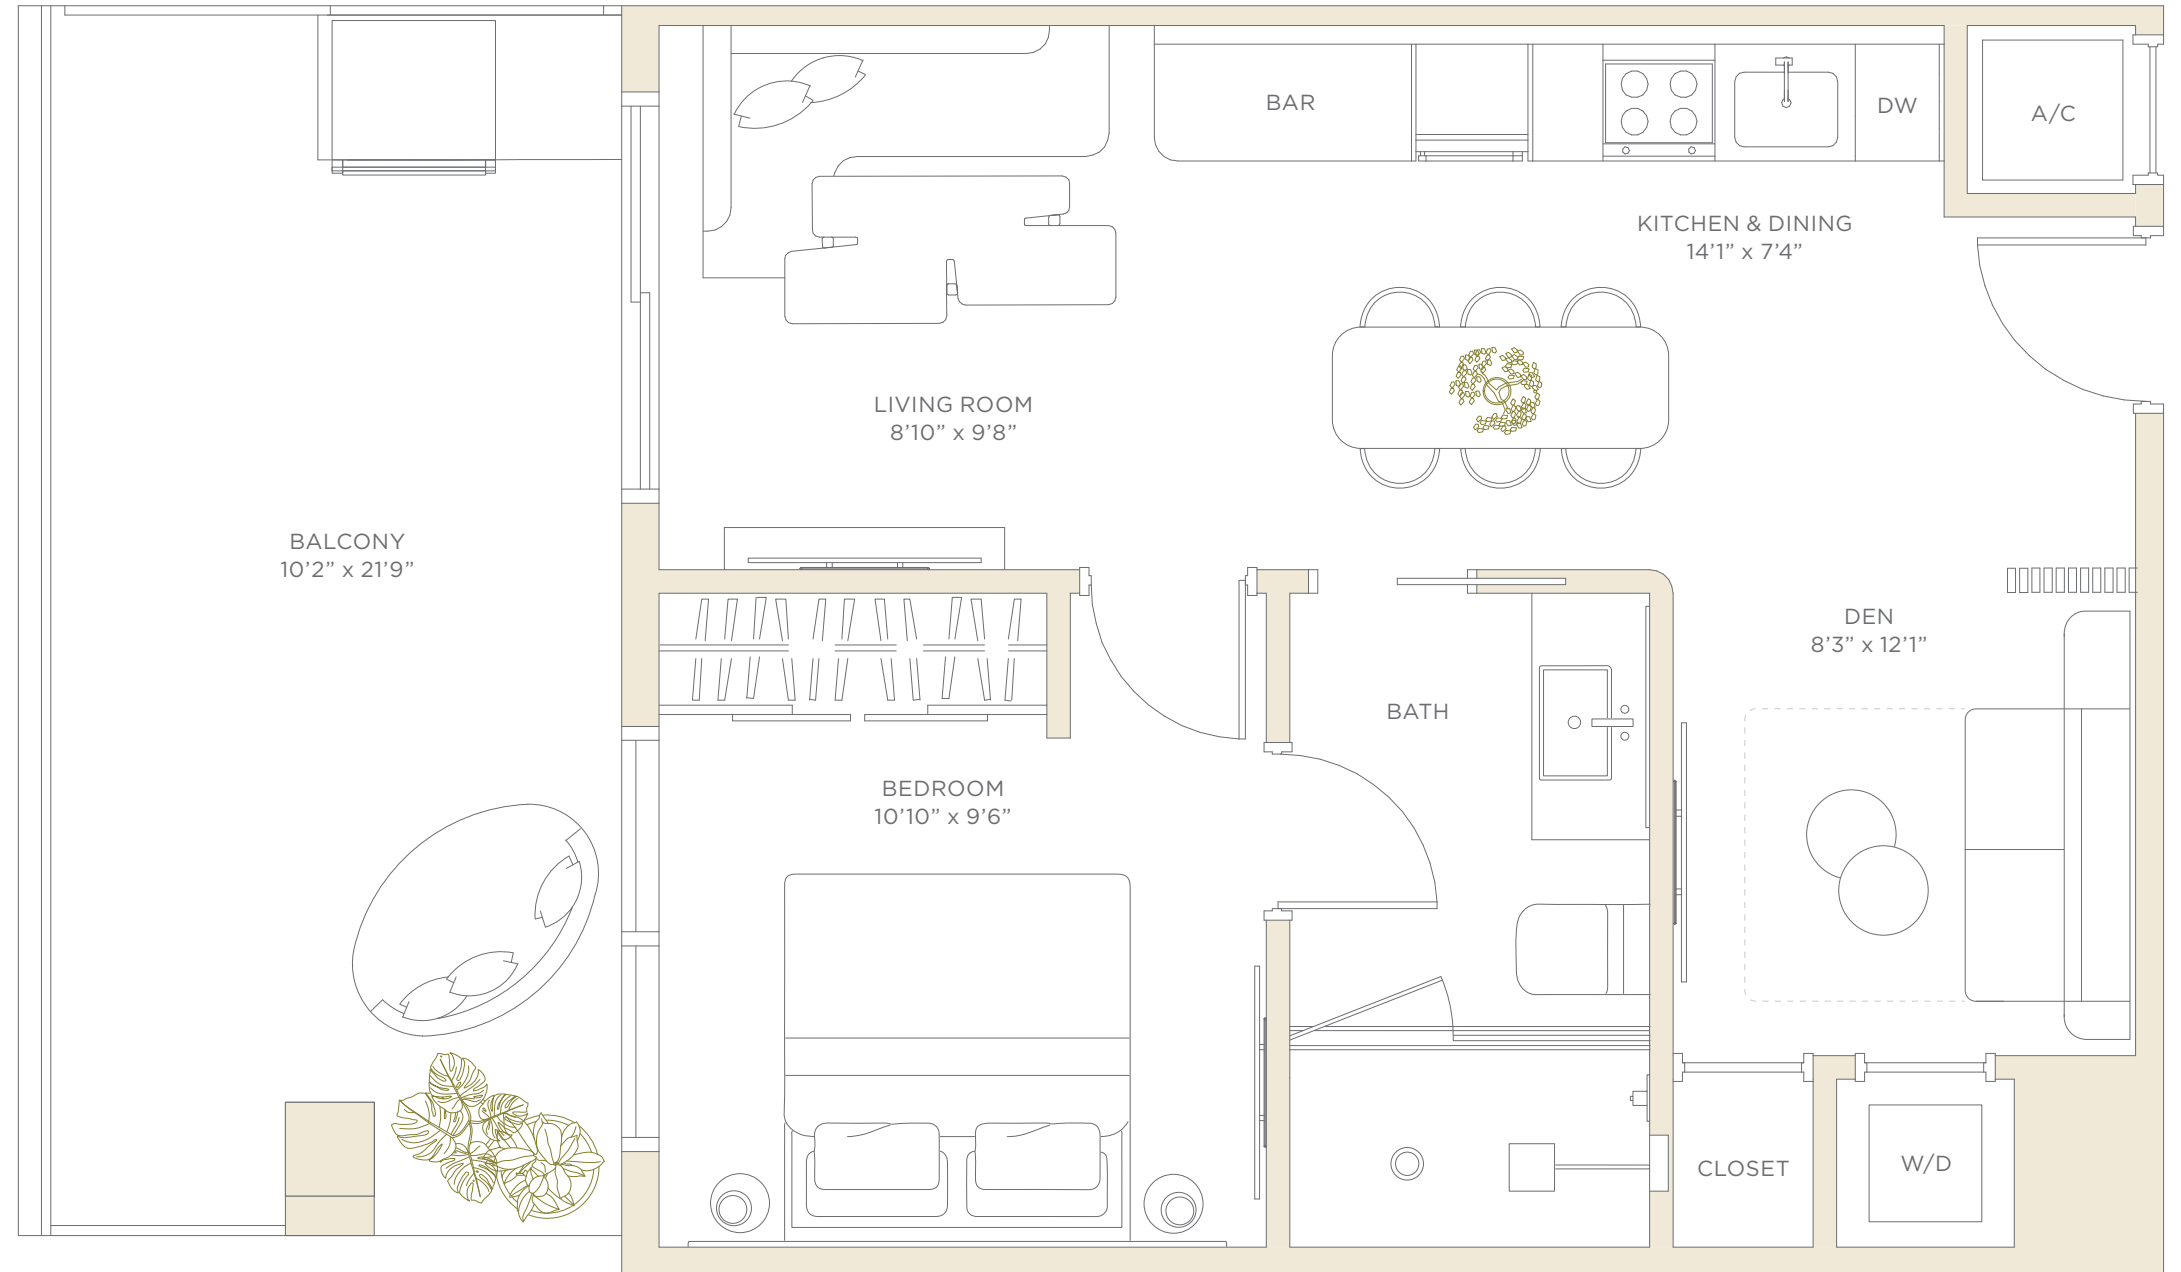 BAR
DW
A/C
KITCHEN & DINING
14’1” x 7’4”
LIVING ROOM
8’10” x 9’8”
BALCONY
10’2” x 21’9”
DEN
8’3” x 12’1”
BATH
BEDROOM
10’10” x 9’6”
CLOSET
W/D